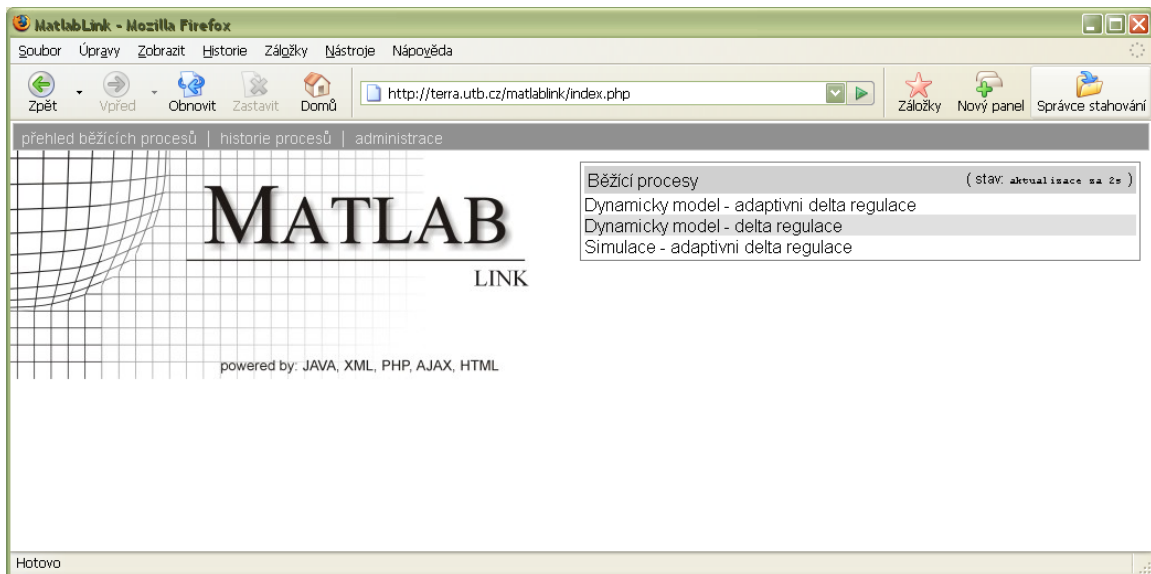 MatlabLink - Mozilla Firefox
Soubor Úpravy Zobrazit Historie Záložky Nástroje Nápověda
Zpět Vpřed Obnovit Zastavit Domů http://terra.utb.cz/matlablink/index.php Záložky Nový panel Správce stahování
přehled běžících procesů | historie procesů | administrace
MATLAB
LINK
powered by: JAVA, XML, PHP, AJAX, HTML
Běžící procesy ( stav: aktualizace za 2s )
Dynamicky model - adaptivni delta regulace
Dynamicky model - delta regulace
Simulace - adaptivni delta regulace
Hotovo